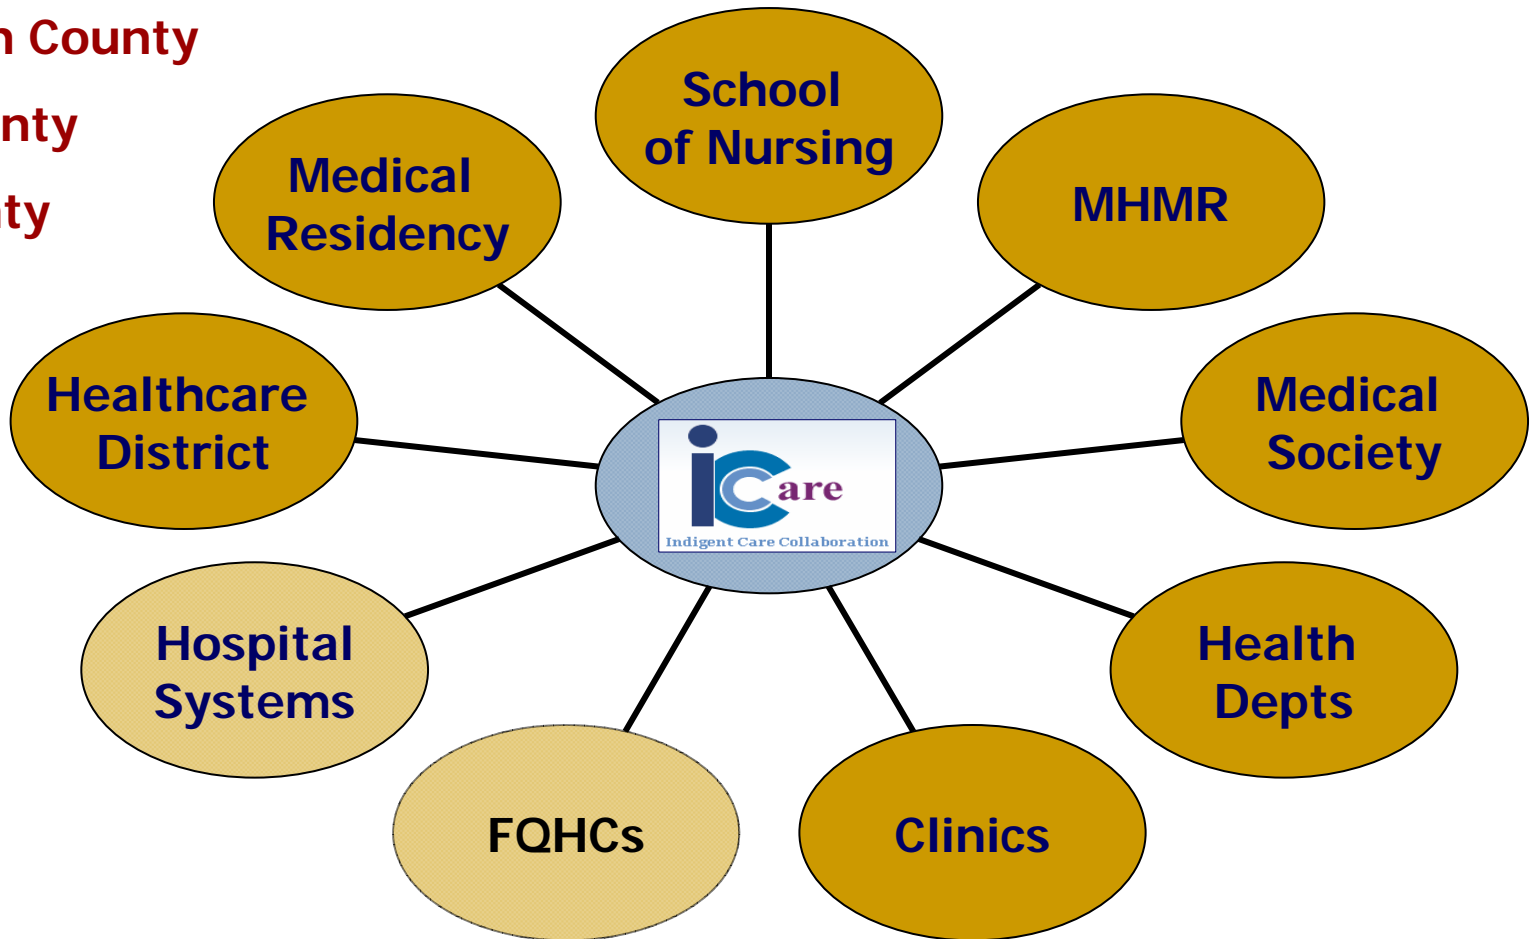 n County
nty
ty
School
of Nursing
Medical
Residency
MHMR
Healthcare
District
Medical
Society
iCare
Indigent Care Collaboration
Hospital
Systems
Health
Depts
FQHCs
Clinics